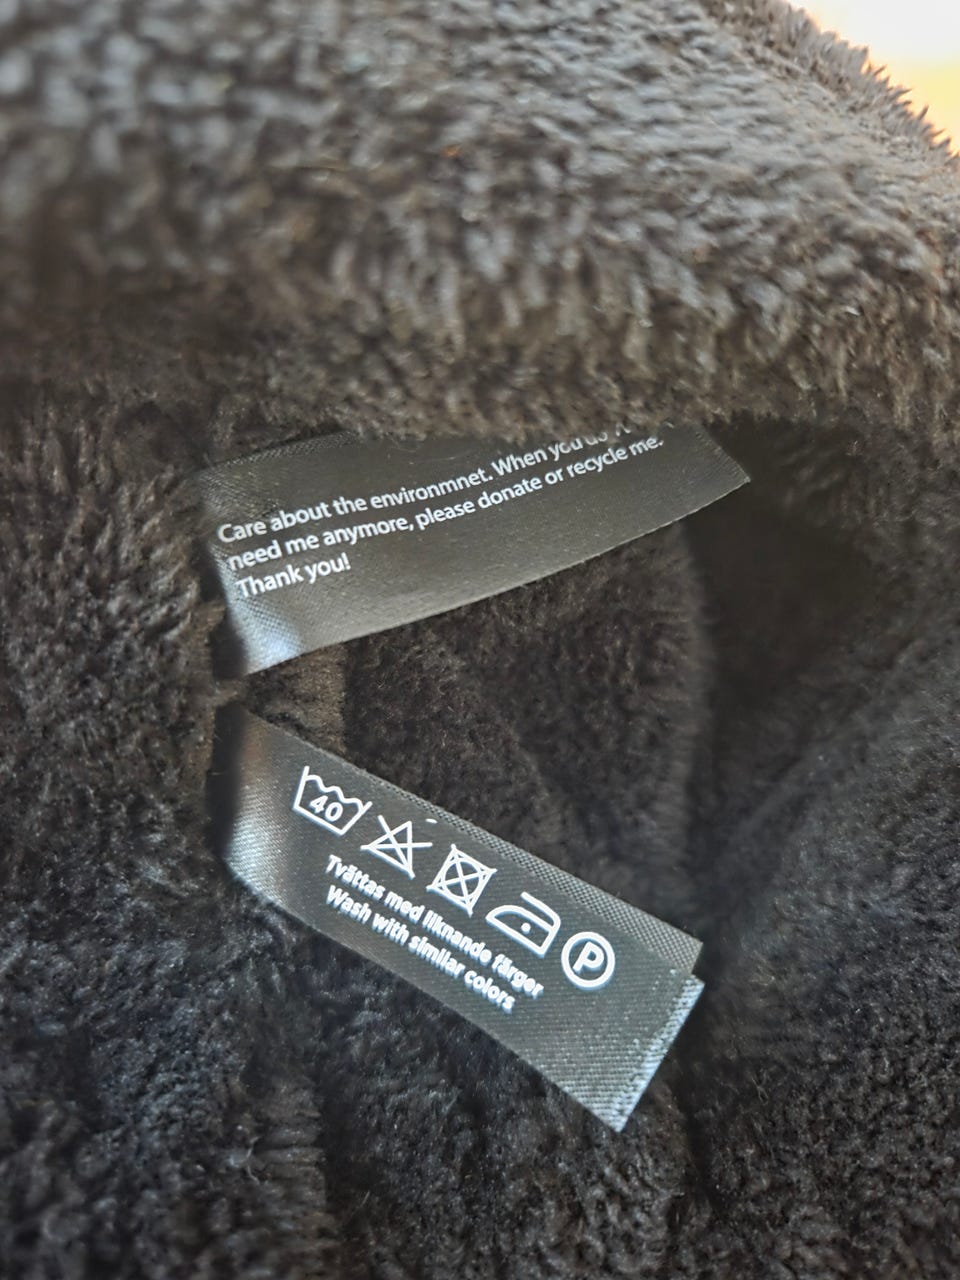 Care about the environmnet. When you do
need me anymore, please donate or recycle me.
Thank you!
40
P
Tvättas med liknande färger
Wash with similar colors